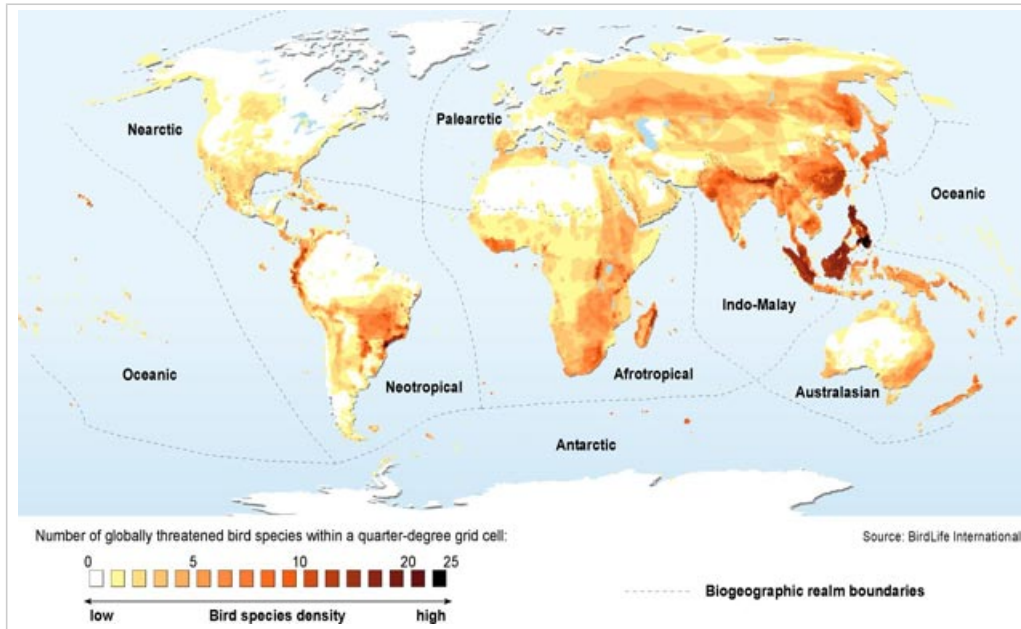 Nearctic
Palearctic
Oceanic
Indo-Malay
Oceanic
Neotropical
Afrotropical
Australasian
Antarctic
Number of globally threatened bird species within a quarter-degree grid cell:
Source: BirdLife International
0 5 10 20 25
low Bird species density high
Biogeographic realm boundaries